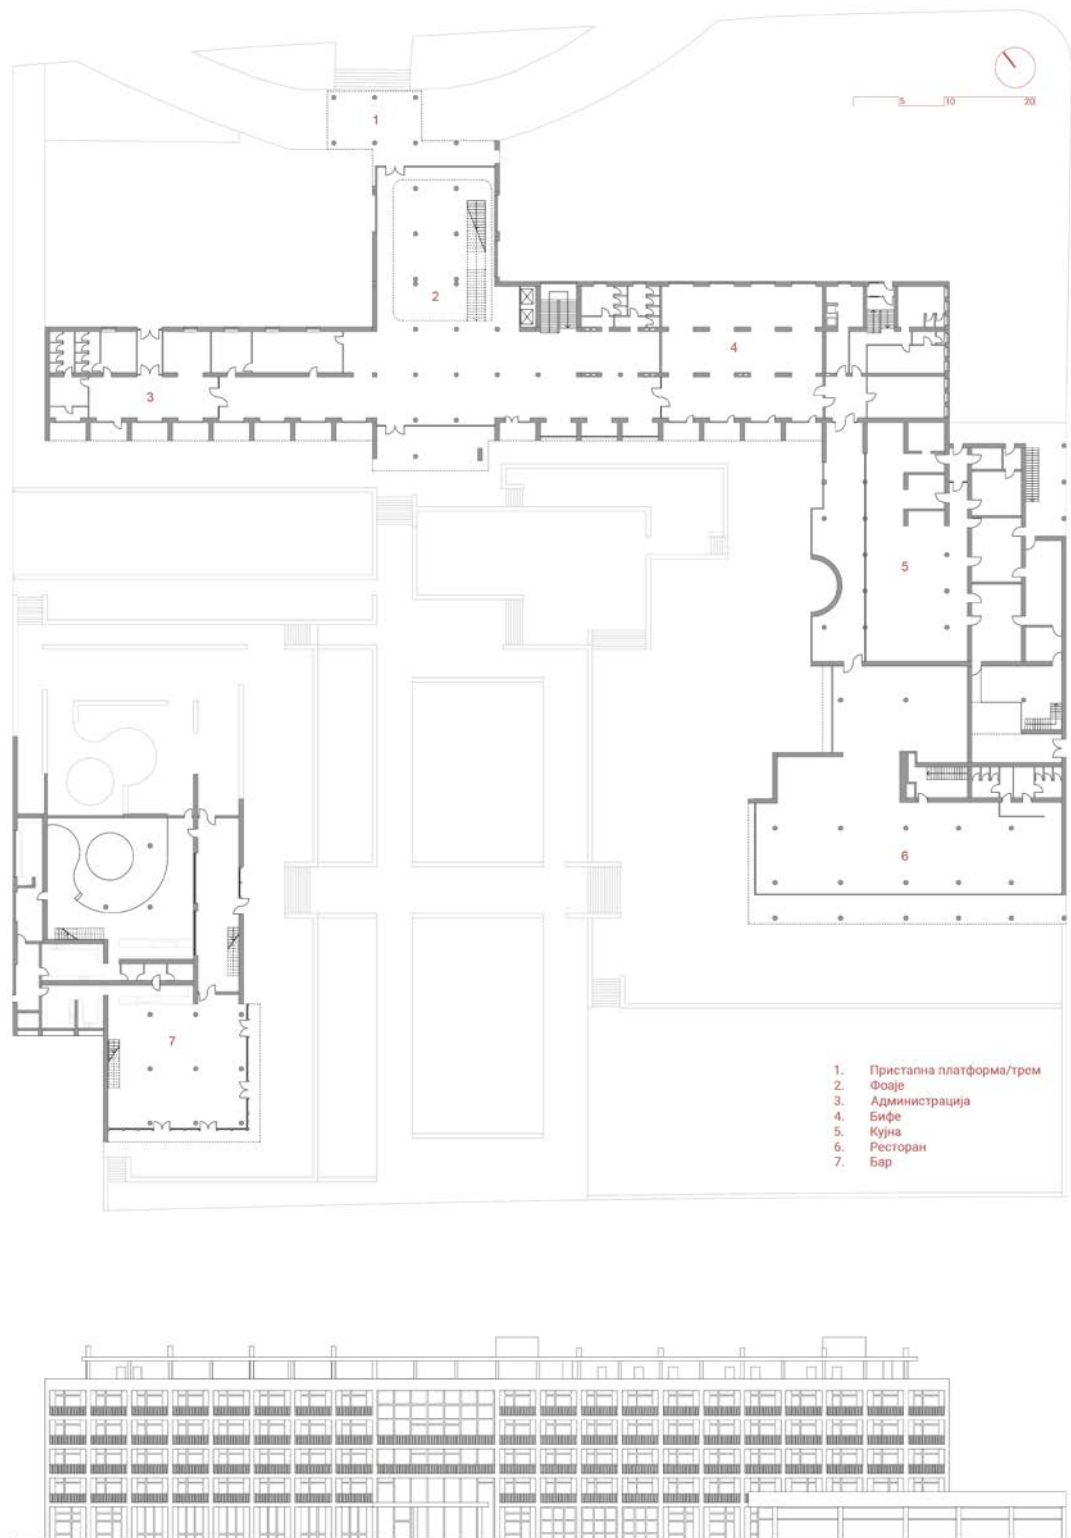 5 10 20
1
2
4
3
5
6
7
1. Пристапна платформа/трем
2. Фоаје
3. Администрација
4. Бифе
5. Кујна
6. Ресторан
7. Бар